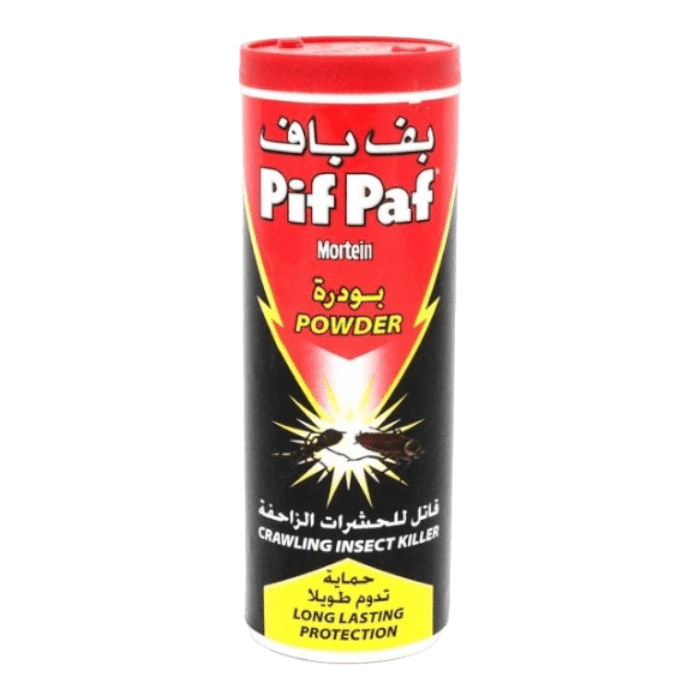 بف باف
Pif Paf
Mortein
بودرة
POWDER
قاتل للحشرات الزاحفة
CRAWLING INSECT KILLER
حماية
تدوم طويلا
LONG LASTING
PROTECTION